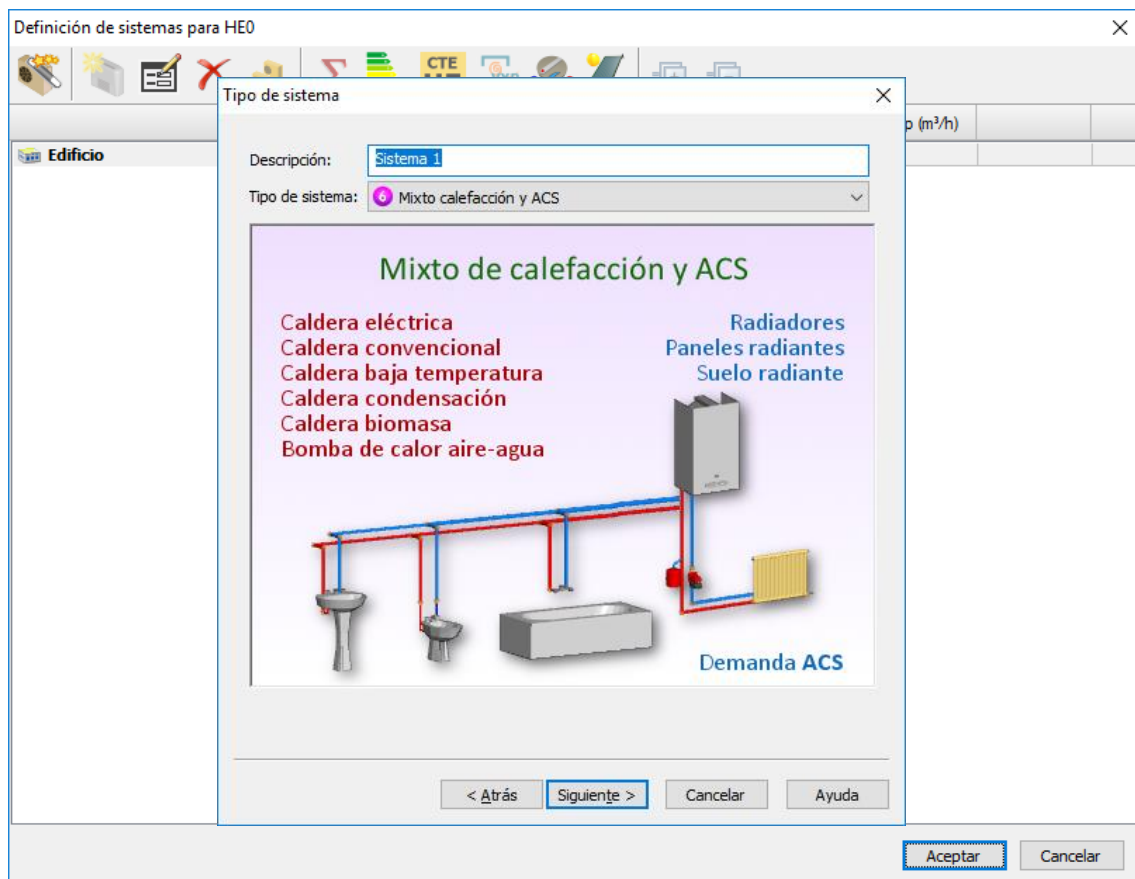 Definición de sistemas para HE0
CTE
Tipo de sistema
p (m³/h)
Edificio
Descripción:
Sistema 1
Tipo de sistema:
6 Mixto calefacción y ACS
Mixto de calefacción y ACS
Caldera eléctrica
Caldera convencional
Caldera baja temperatura
Caldera condensación
Caldera biomasa
Bomba de calor aire-agua
Radiadores
Paneles radiantes
Suelo radiante
Demanda ACS
< Atrás
Siguiente >
Cancelar
Ayuda
Aceptar
Cancelar